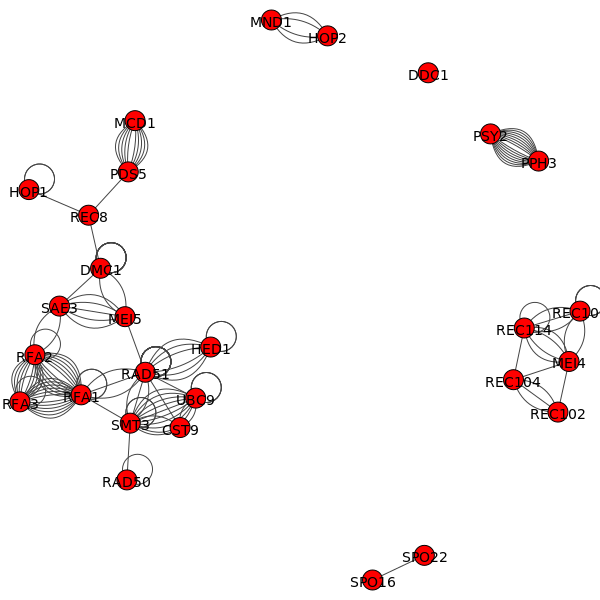 MND1
HOP2
DDC1
MCD1
PSY2
PPH3
PDS5
HOP1
REC8
DMC1
SAE3
MEI5
REC10
REC114
HED1
RFA2
MEI4
RAD51
REC104
RFA3
RFA1
UBC9
REC102
SMT3
CST9
RAD50
SPO22
SPO16